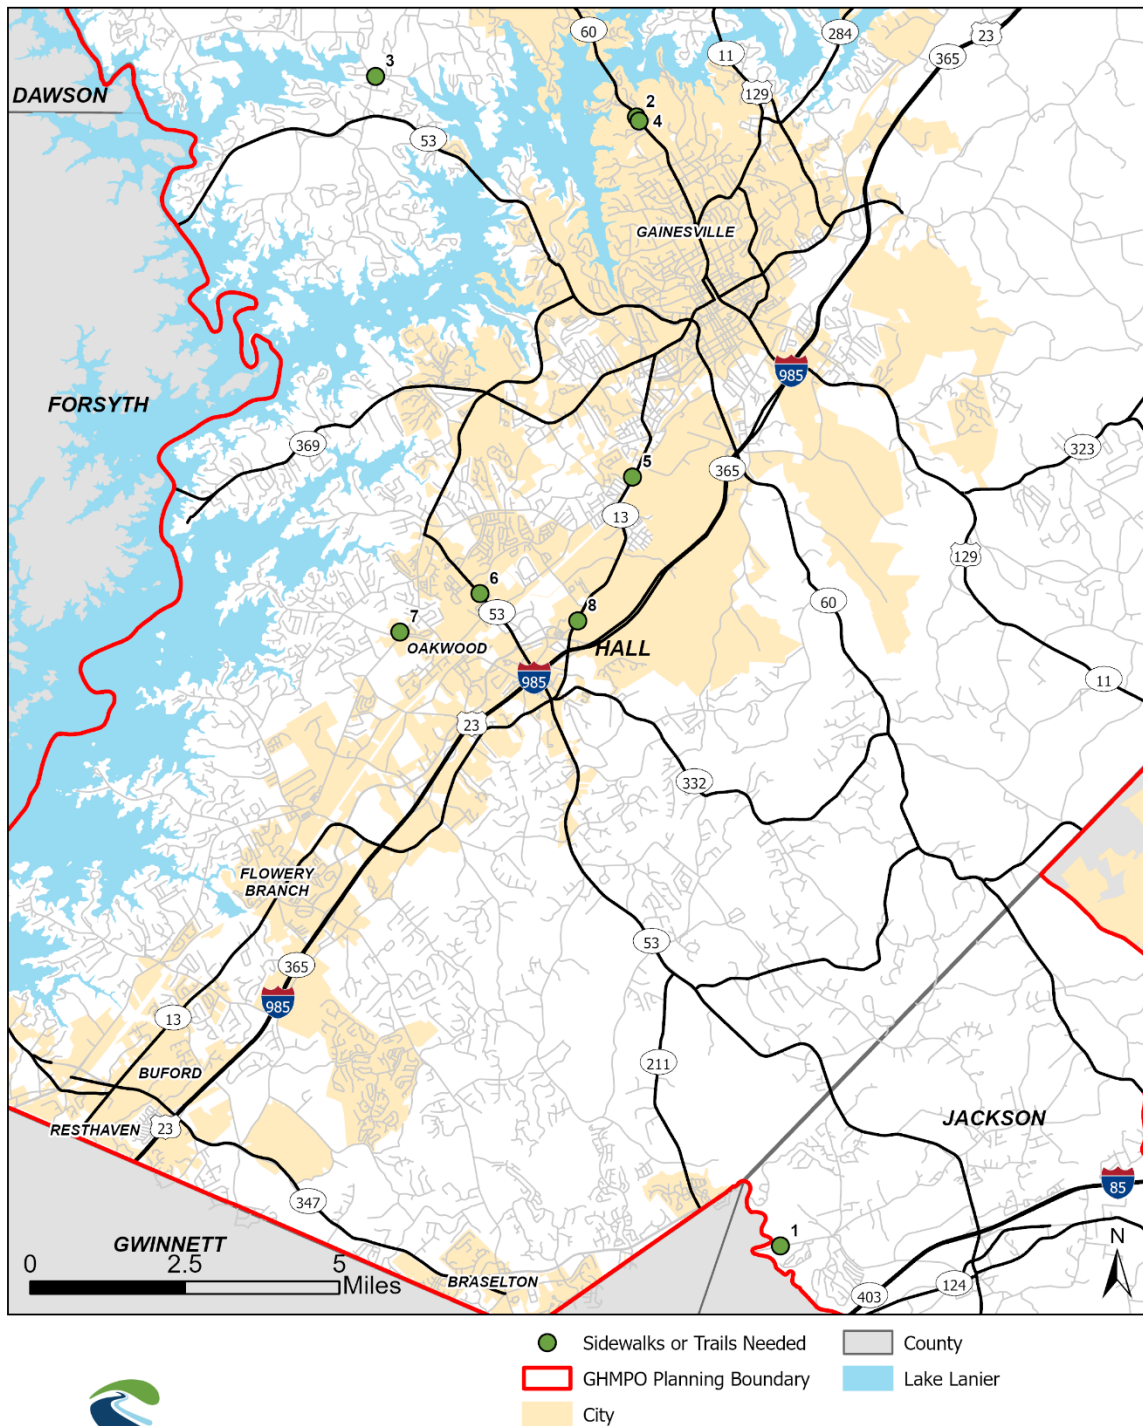 60
11
284
23
365
3
DAWSON
129
2
4
53
GAINESVILLE
985
FORSYTH
369
323
5
365
13
129
6
60
53
8
7
OAKWOOD
HALL
985
11
23
332
FLOWERY
BRANCH
53
365
985
13
211
BUFORD
JACKSON
RESTHAVEN
23
85
347
1
GWINNETT
N
0 2.5 5
Miles
BRASELTON
124
403
Sidewalks or Trails Needed
County
GHMPO Planning Boundary
Lake Lanier
City